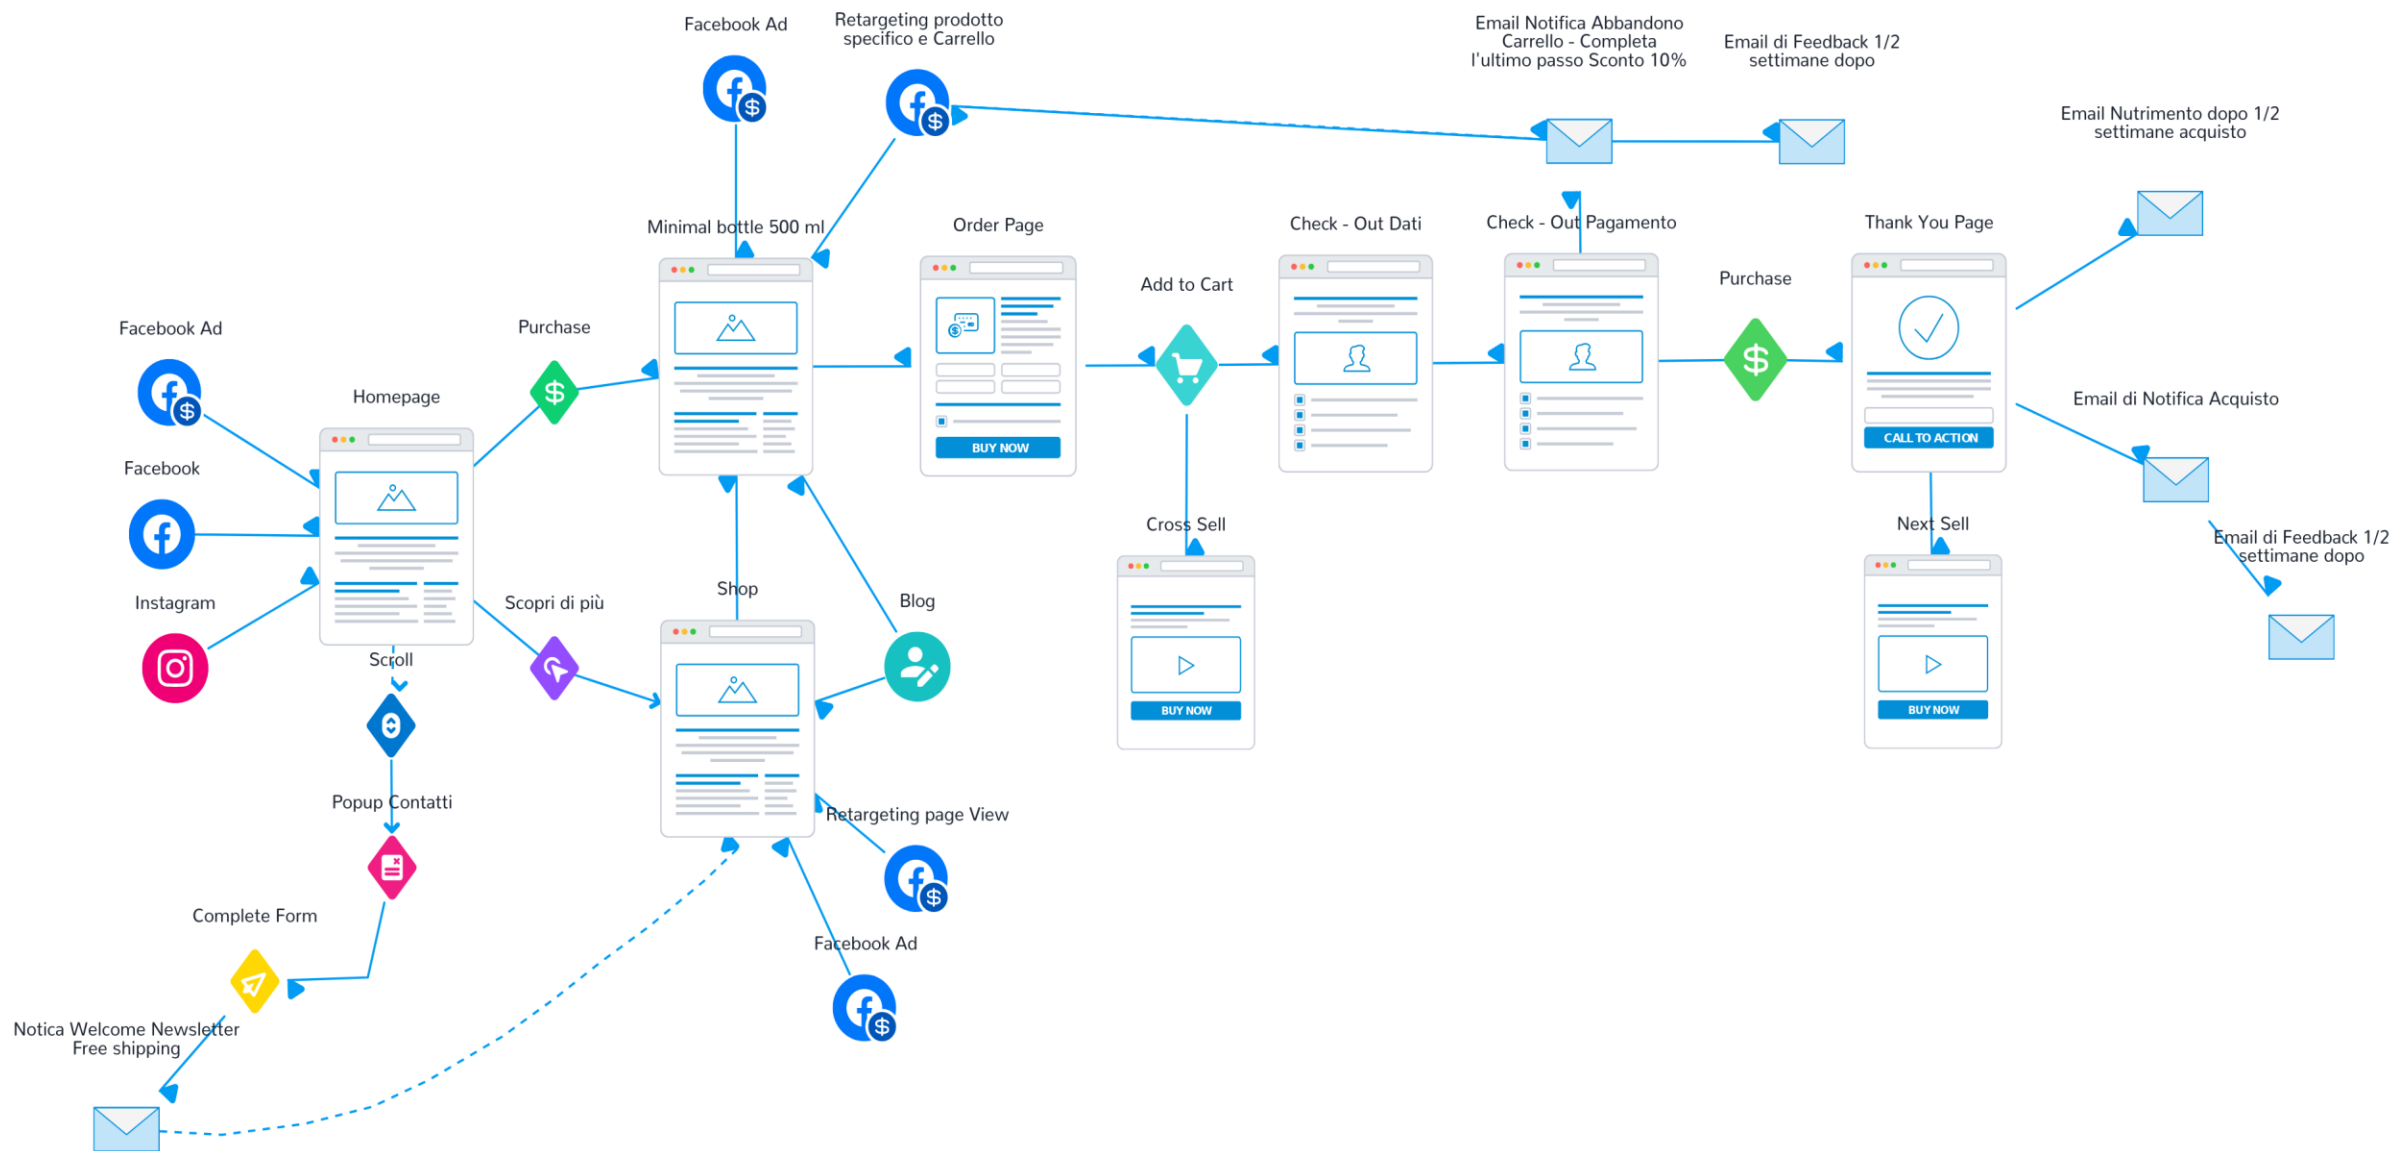 Facebook Ad
Retargeting prodotto
specifico e Carrello
Email Notifica Abbandono
Carrello - Completa
l'ultimo passo Sconto 10%
Email di Feedback 1/2
settimane dopo
Email Nutrimento dopo 1/2
settimane acquisto
Minimal bottle 500 ml
Order Page
Check - Out Dati
Check - Out Pagamento
Thank You Page
Add to Cart
Purchase
Facebook Ad
Purchase
Homepage
Email di Notifica Acquisto
BUY NOW
CALL TO ACTION
Facebook
Cross Sell
Next Sell
Email di Feedback 1/2
settimane dopo
Instagram
Scopri di più
Shop
Blog
Scroll
BUY NOW
BUY NOW
Popup Contatti
Retargeting page View
Complete Form
Facebook Ad
Notica Welcome Newsletter
Free shipping